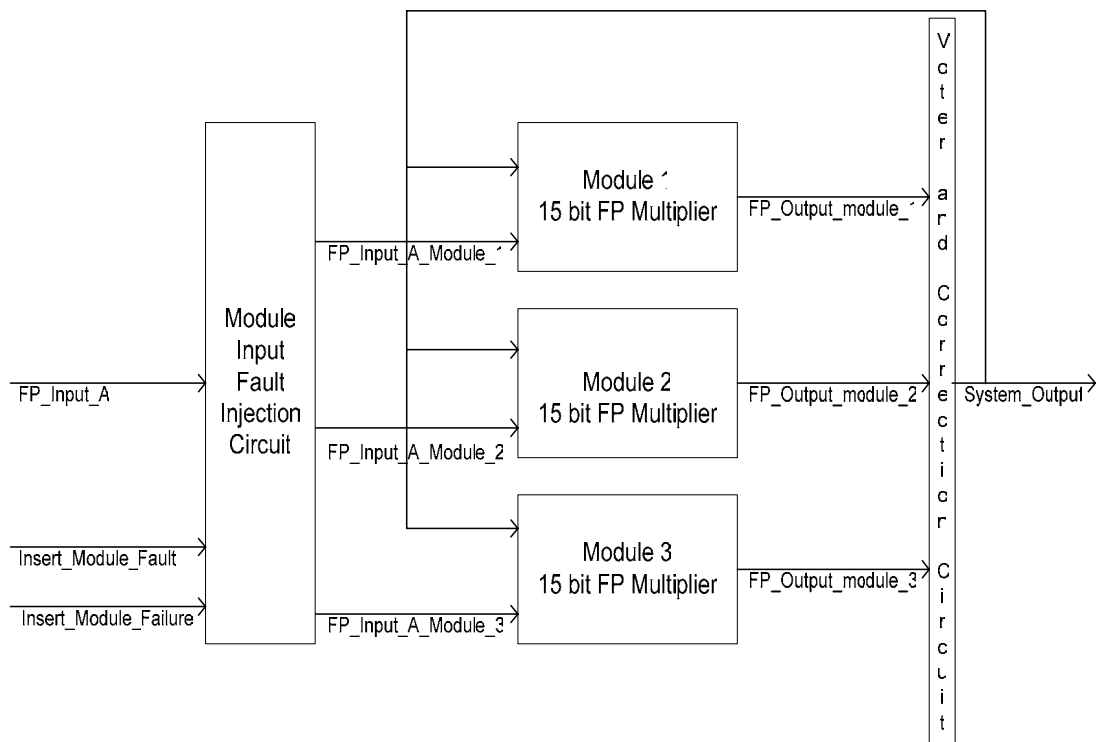 Module
Input
Fault
Injection
Circuit
FP_Input_A
Insert_Module_Fault
Insert_Module_Failure
FP_Input_A_Module_1
FP_Input_A_Module_2
FP_Input_A_Module_3
Module 1
15 bit FP Multiplier
Module 2
15 bit FP Multiplier
Module 3
15 bit FP Multiplier
FP_Output_module_1
FP_Output_module_2
FP_Output_module_3
Voter and Correction Circuit
System_Output